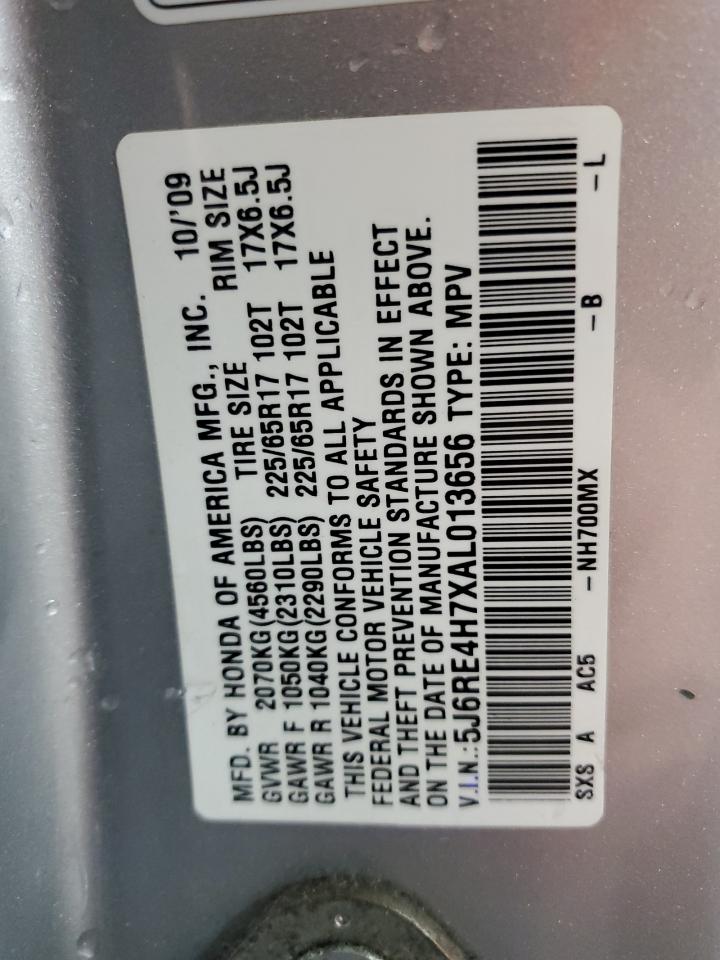 MFD. BY HONDA OF AMERICA MFG., INC. 10/'09
GVWR 2070KG(4560LBS) TIRE SIZE RIM SIZE
GAWR F 1050KG(2310LBS) 225/65R17 102T 17X6.5J
GAWR R 1040KG(2290LBS) 225/65R17 102T 17X6.5J
THIS VEHICLE CONFORMS TO ALL APPLICABLE
FEDERAL MOTOR VEHICLE SAFETY
AND THEFT PREVENTION STANDARDS IN EFFECT
ON THE DATE OF MANUFACTURE SHOWN ABOVE.
V.I.N.:5J6RE4H7XAL013656 TYPE: MPV
SXS A AC5 -NH700MX -B -L